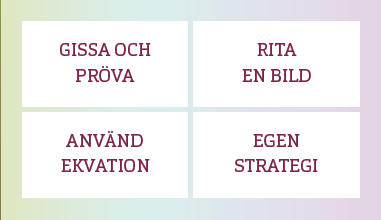 GISSA OCH
PRÖVA
RITA
EN BILD
ANVÄND
EKVATION
EGEN
STRATEGI